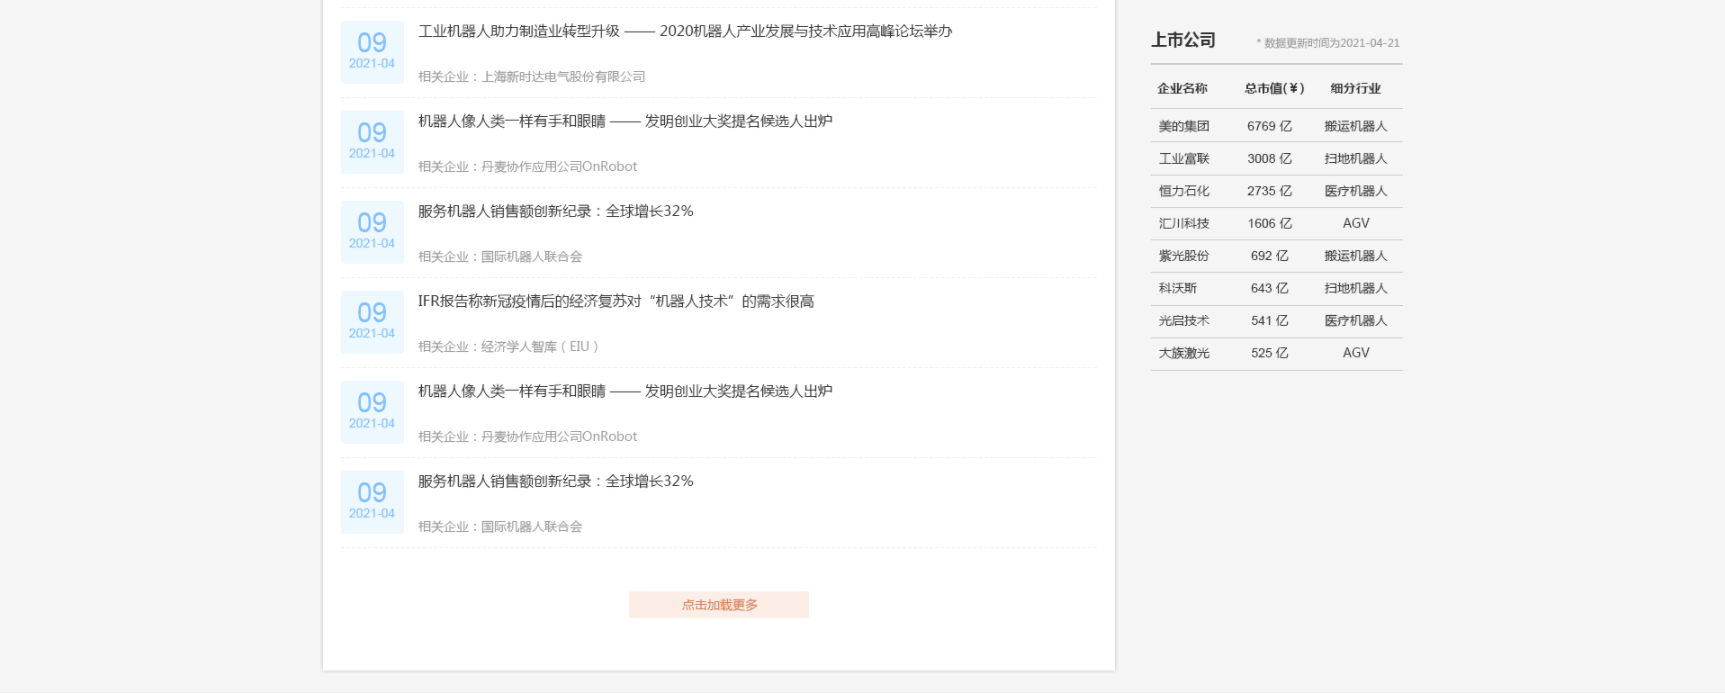 09
2021-04
工业机器人助力制造业转型升级 —— 2020机器人产业发展与技术应用高峰论坛举办
相关企业：上海新时达电气股份有限公司
09
2021-04
机器人像人类一样有手和眼睛 —— 发明创业大奖提名候选人出炉
相关企业：丹麦协作应用公司OnRobot
09
2021-04
服务机器人销售额创新纪录：全球增长32%
相关企业：国际机器人联合会
09
2021-04
IFR报告称新冠疫情后的经济复苏对“机器人技术”的需求很高
相关企业：经济学人智库（EIU）
09
2021-04
机器人像人类一样有手和眼睛 —— 发明创业大奖提名候选人出炉
相关企业：丹麦协作应用公司OnRobot
09
2021-04
服务机器人销售额创新纪录：全球增长32%
相关企业：国际机器人联合会
点击加载更多
上市公司 * 数据更新时间为2021-04-21
企业名称 总市值(￥) 细分行业
美的集团 6769 亿 搬运机器人
工业富联 3008 亿 扫地机器人
恒力石化 2735 亿 医疗机器人
汇川科技 1606 亿 AGV
紫光股份 692 亿 搬运机器人
科沃斯 643 亿 扫地机器人
光启技术 541 亿 医疗机器人
大族激光 525 亿 AGV